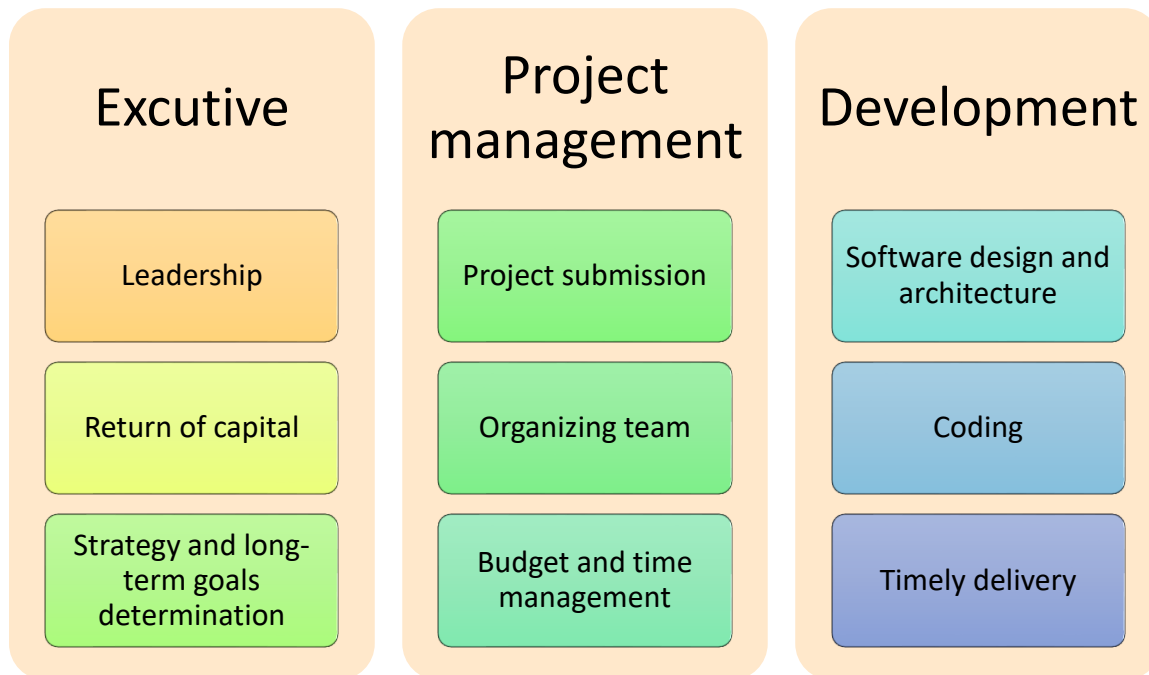 Excutive
Leadership
Return of capital
Strategy and long-
term goals
determination
Project
management
Project submission
Organizing team
Budget and time
management
Development
Software design and
architecture
Coding
Timely delivery